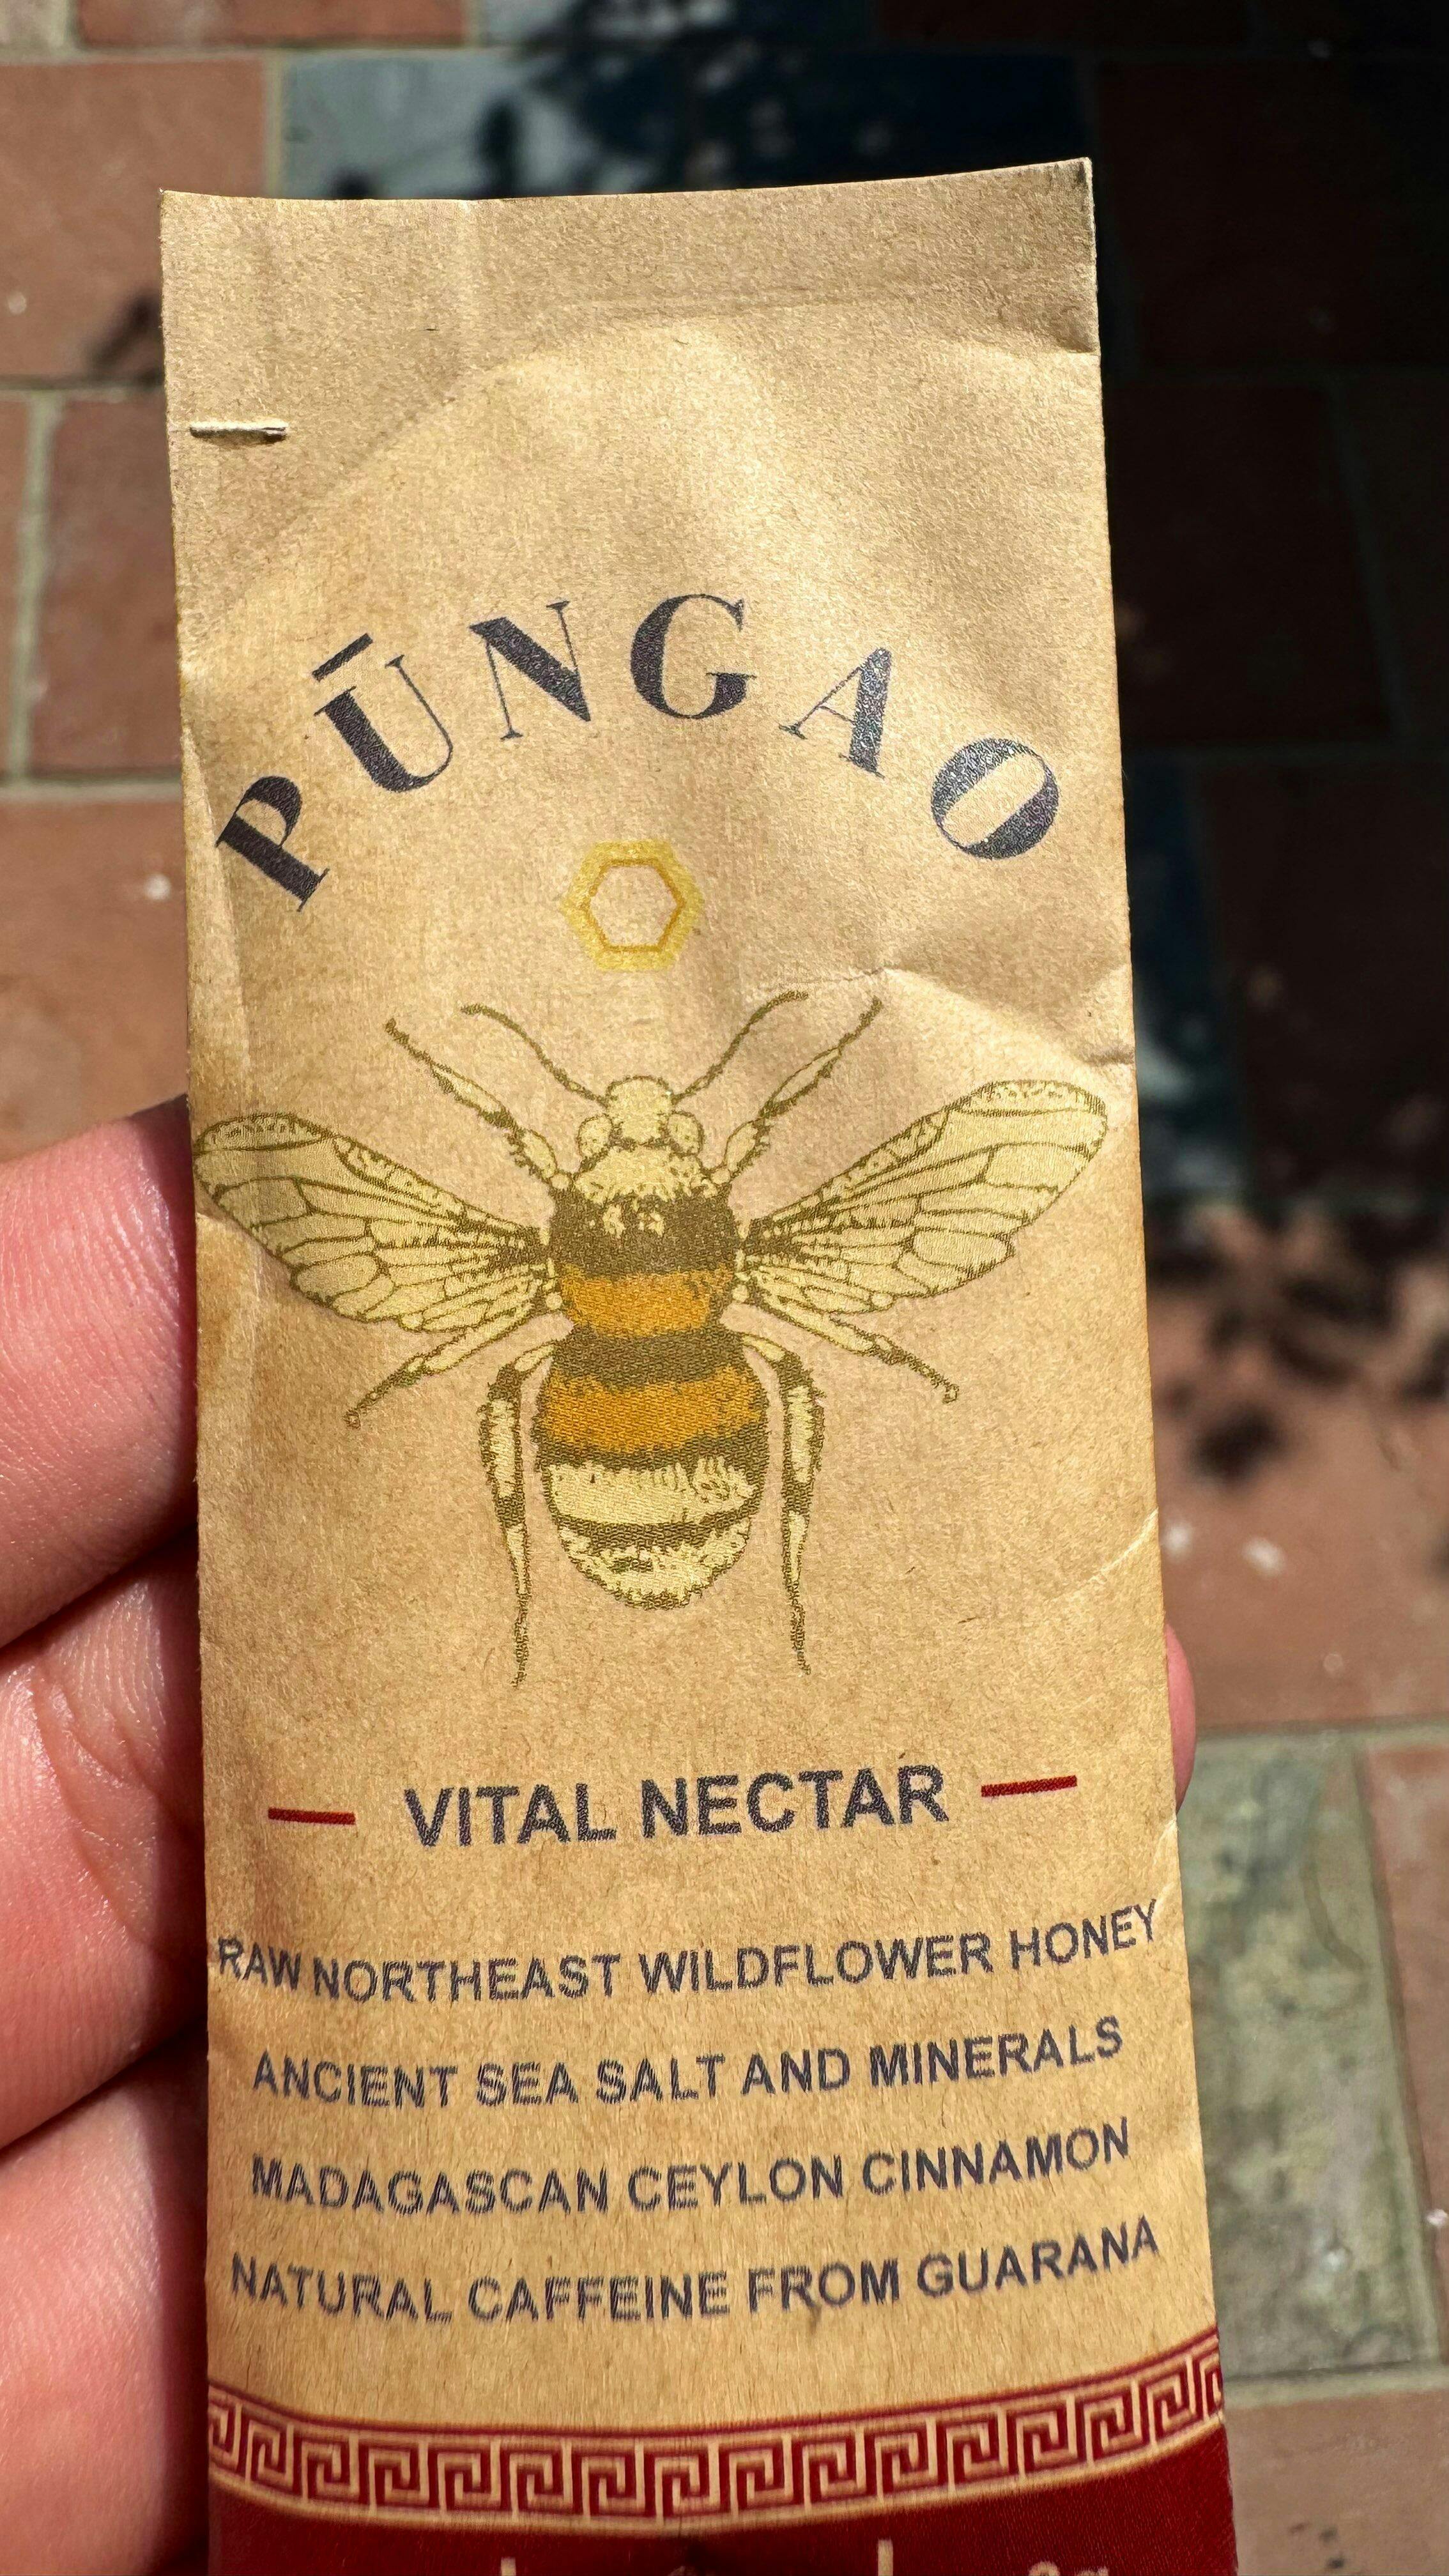 PŪNGAO
VITAL NECTAR
RAW NORTHEAST WILDFLOWER HONEY
ANCIENT SEA SALT AND MINERALS
MADAGASCAN CEYLON CINNAMON
NATURAL CAFFEINE FROM GUARANA